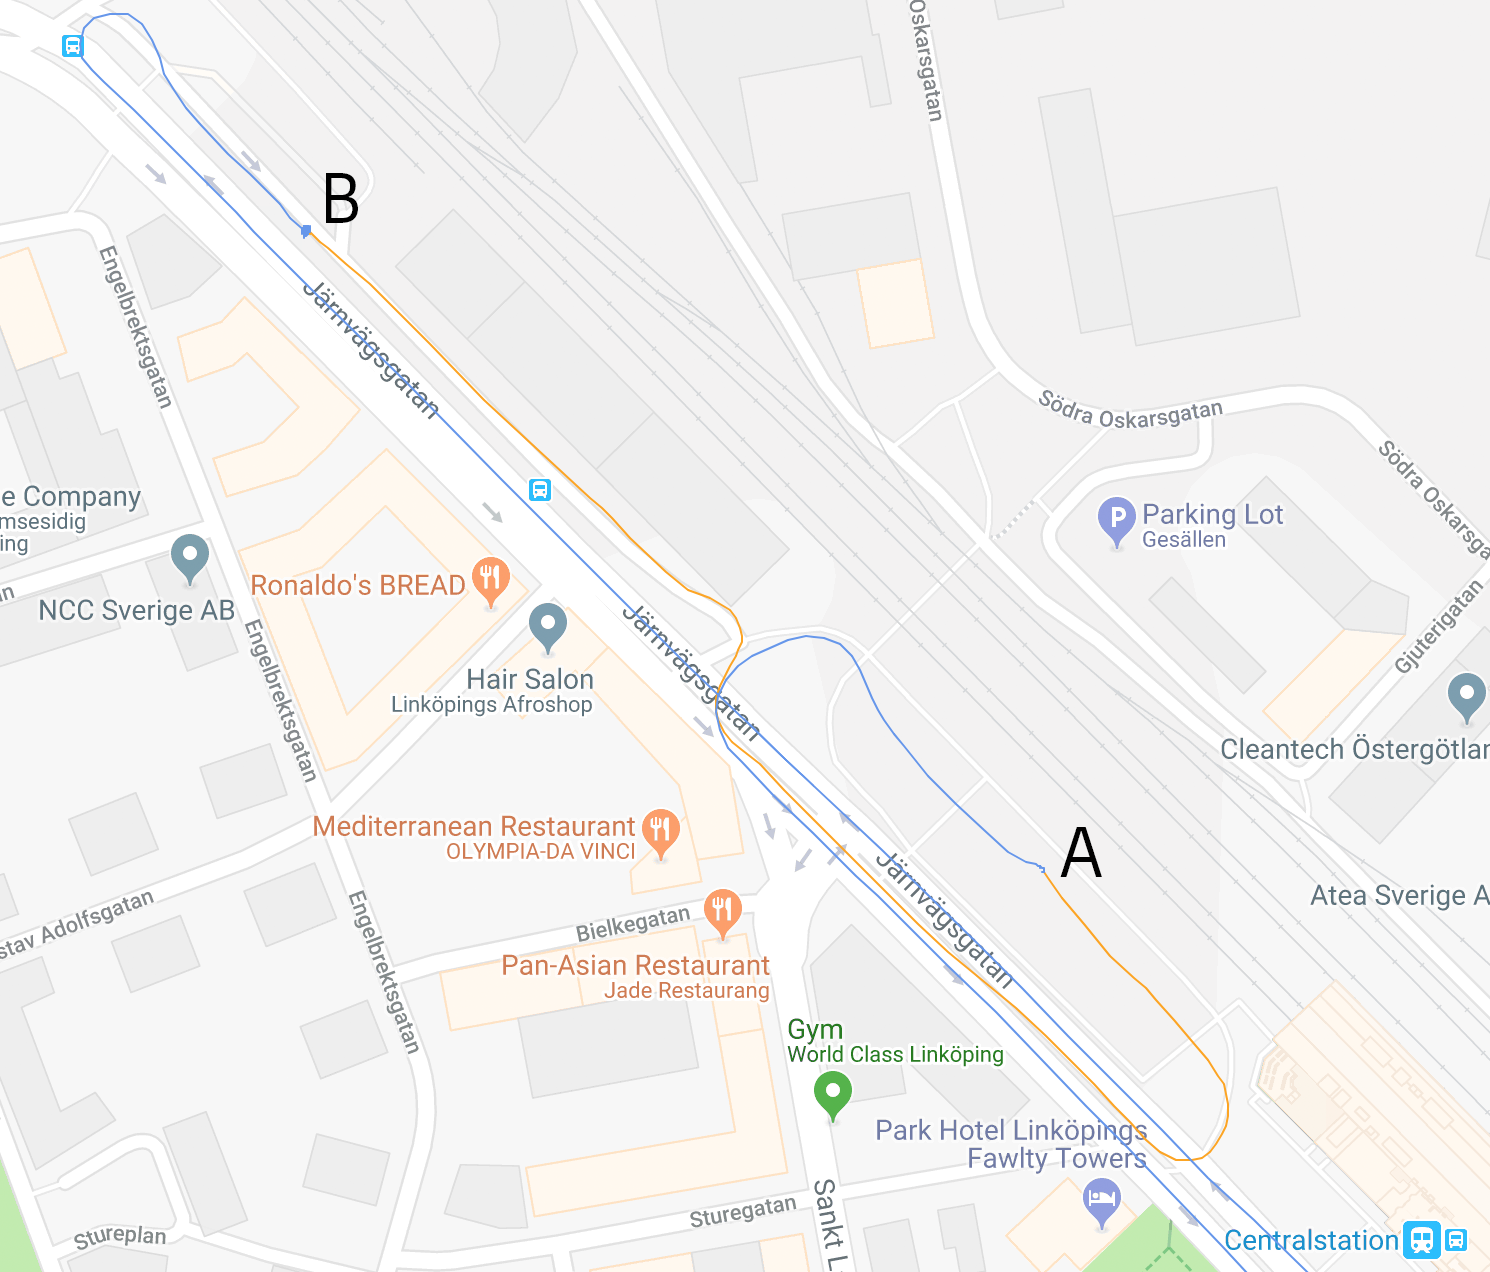 Oskarsgatan
B
Engelbrektsgatan
Järnvägsgatan
Södra Oskarsgatan
Södra Oskarsga
e Company
msesidig
ing
Parking Lot
Gesällen
P
Ronaldo's BREAD
NCC Sverige AB
n
Engelbrektsgatan
Järnvägsgatan
Gjuterigatan
Hair Salon
Linköpings Afroshop
Cleantech Östergötlan
Mediterranean Restaurant
OLYMPIA-DA VINCI
A
Järnvägsgatan
Atea Sverige A
stav Adolfsgatan
Engelbrektsgatan
Bielkegatan
Pan-Asian Restaurant
Jade Restaurang
Gym
World Class Linköping
Park Hotel Linköpings
Fawlty Towers
Sankt L
Sturegatan
Stureplan
Centralstation